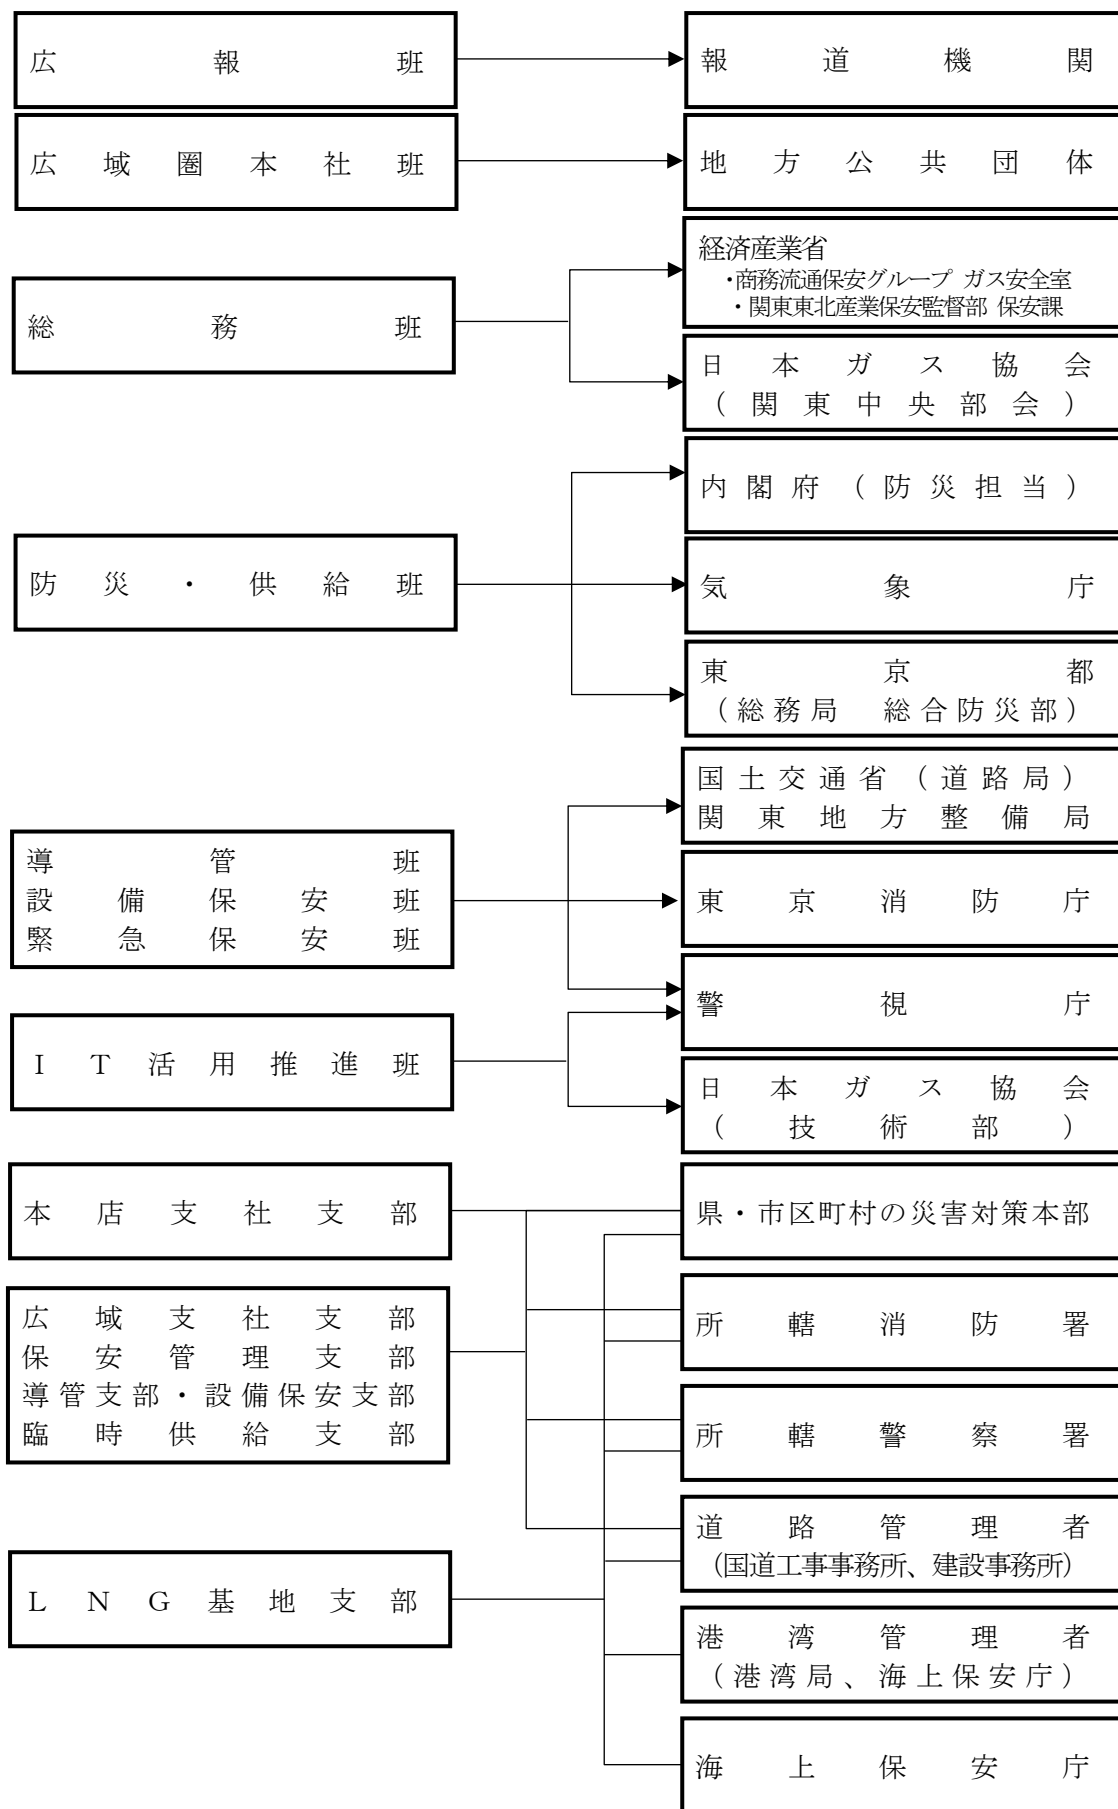 広報班
報道機関
広域圏本社班
地方公共団体
総務班
経済産業省
・商務流通保安グループ ガス安全室
・関東東北産業保安監督部 保安課
日本ガス協会
（関東中央部会）
防災・供給班
内閣府（防災担当）
気象庁
東京都
（総務局 総合防災部）
導管班
設備保安班
緊急保安班
国土交通省（道路局）
関東地方整備局
東京消防庁
警視庁
IT活用推進班
日本ガス協会
（技術部）
本店支社支部
県・市区町村の災害対策本部
広域支社支部
保安管理支部
導管支部・設備保安支部
臨時供給支部
所轄消防署
所轄警察署
道路管理者
（国道工事事務所、建設事務所）
LNG基地支部
港湾管理者
（港湾局、海上保安庁）
海上保安庁